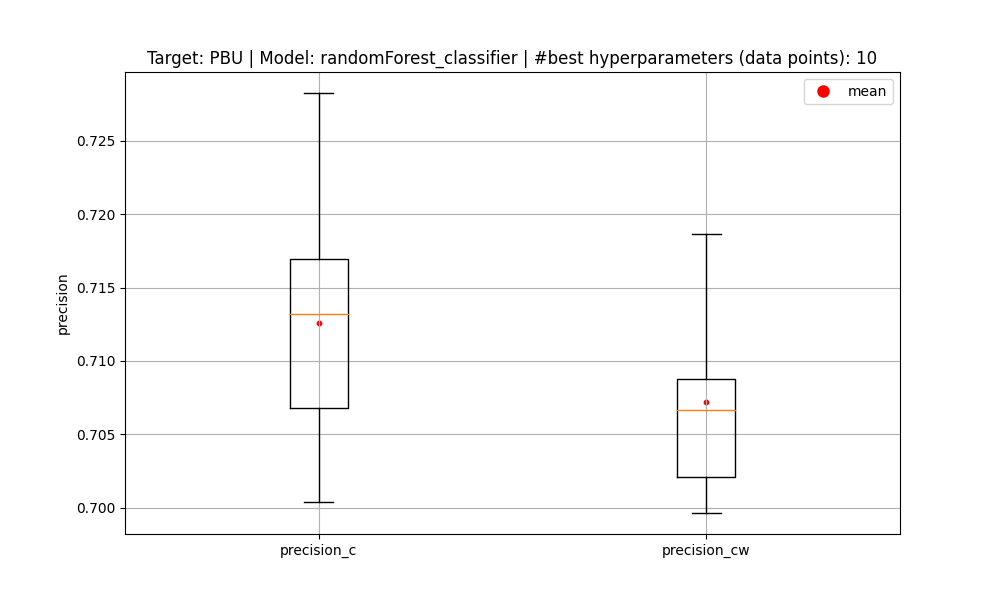 Target: PBU | Model: randomForest_classifier | #best hyperparameters (data points): 10
mean
0.725
0.720
0.715
0.710
0.705
0.700
precision
precision_c
precision_cw